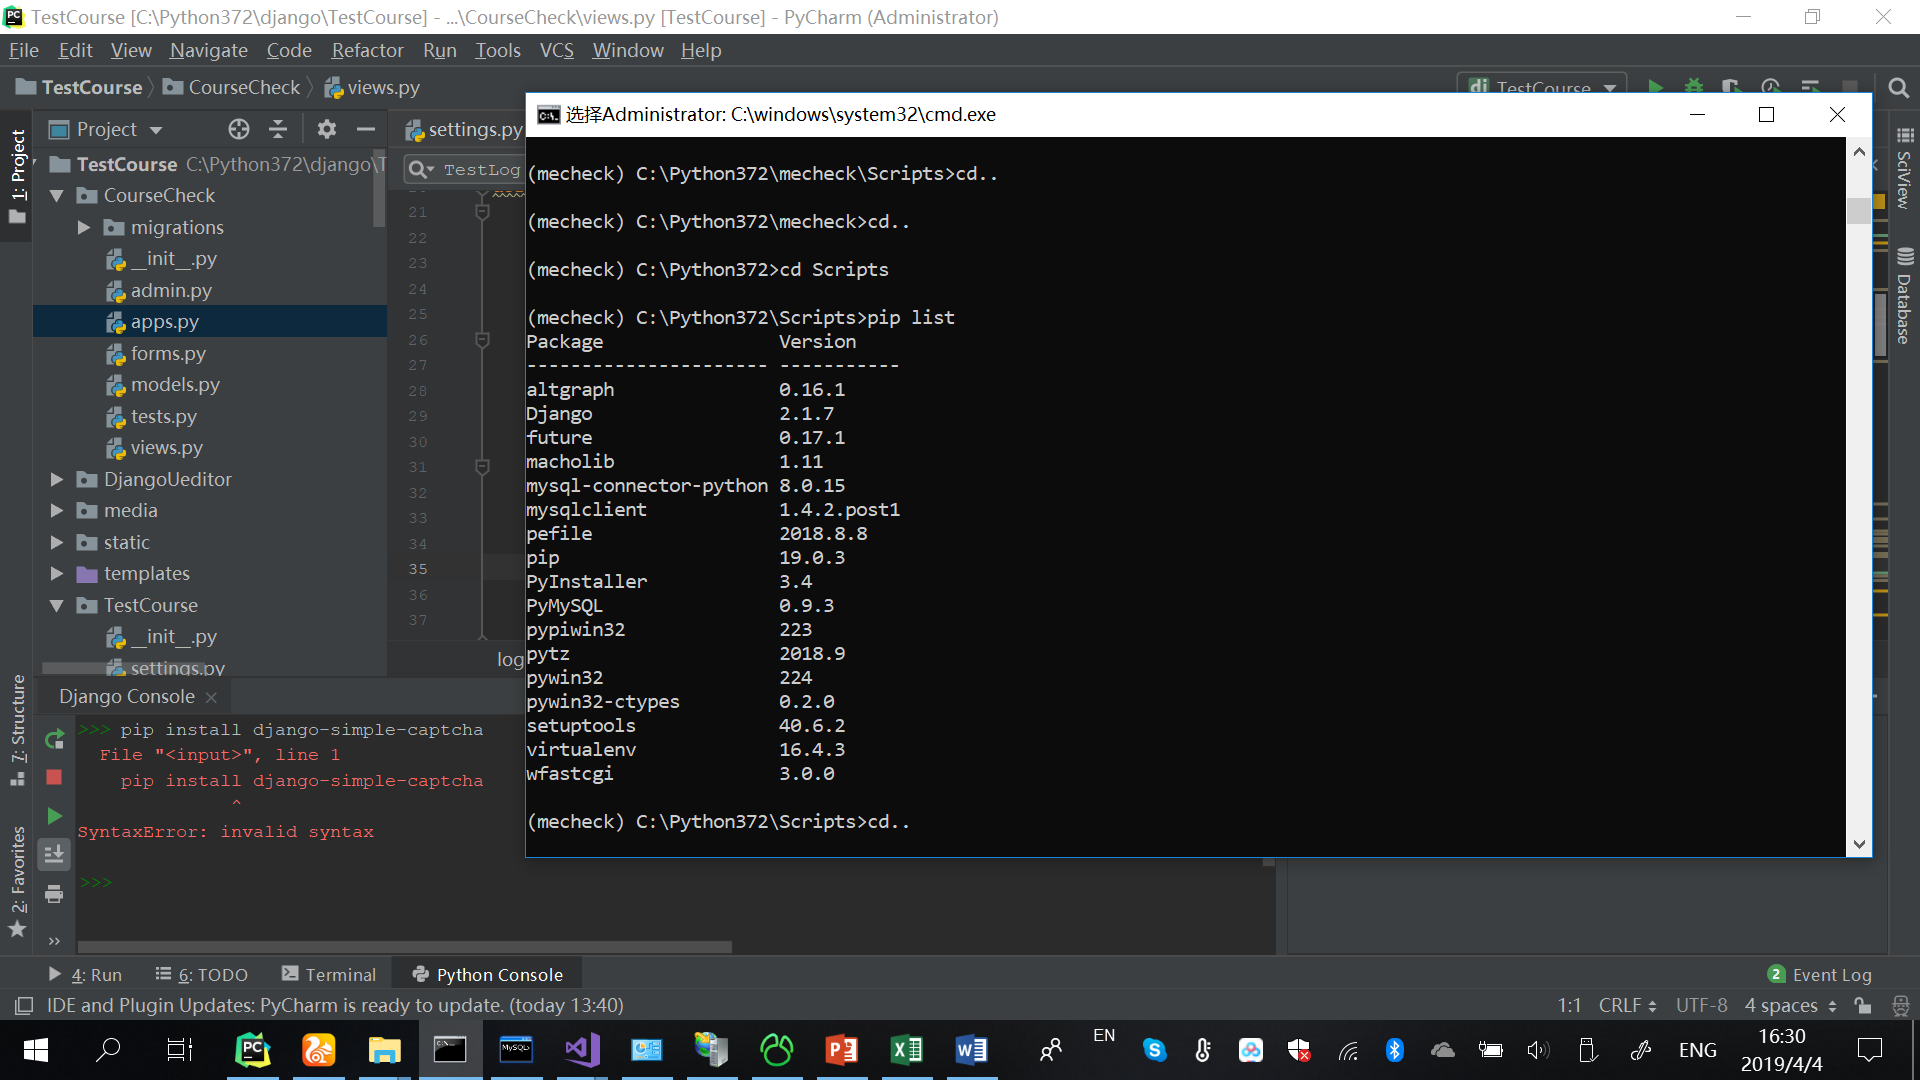 TestCourse [C:\Python372\django\TestCourse] - ...\CourseCheck\views.py [TestCourse] - PyCharm (Administrator)
File Edit View Navigate Code Refactor Run Tools VCS Window Help
TestCourse CourseCheck views.py
TestCourse
1: Project
Project
settings.py
TestCourse C:\Python372\django\T
TestLog
CourseCheck
migrations
__init__.py
admin.py
apps.py
forms.py
models.py
tests.py
views.py
DjangoUeditor
media
static
templates
TestCourse
__init__.py
settings.py
21
22
23
24
25
26
27
28
29
30
31
32
33
34
35
36
37
log
选择Administrator: C:\windows\system32\cmd.exe
(mecheck) C:\Python372\mecheck\Scripts>cd..
(mecheck) C:\Python372\mecheck>cd..
(mecheck) C:\Python372>cd Scripts
(mecheck) C:\Python372\Scripts>pip list
Package Version
---------------------- -----------
altgraph 0.16.1
Django 2.1.7
future 0.17.1
macholib 1.11
mysql-connector-python 8.0.15
mysqlclient 1.4.2.post1
pefile 2018.8.8
pip 19.0.3
PyInstaller 3.4
PyMySQL 0.9.3
pypiwin32 223
pytz 2018.9
pywin32 224
pywin32-ctypes 0.2.0
setuptools 40.6.2
virtualenv 16.4.3
wfastcgi 3.0.0
(mecheck) C:\Python372\Scripts>cd..
SciView
Database
7: Structure
2: Favorites
Django Console
>>> pip install django-simple-captcha
File "<input>", line 1
pip install django-simple-captcha
^
SyntaxError: invalid syntax
>>>
4: Run 6: TODO Terminal Python Console 2 Event Log
IDE and Plugin Updates: PyCharm is ready to update. (today 13:40) 1:1 CRLF UTF-8 4 spaces
EN
ENG
16:30
2019/4/4